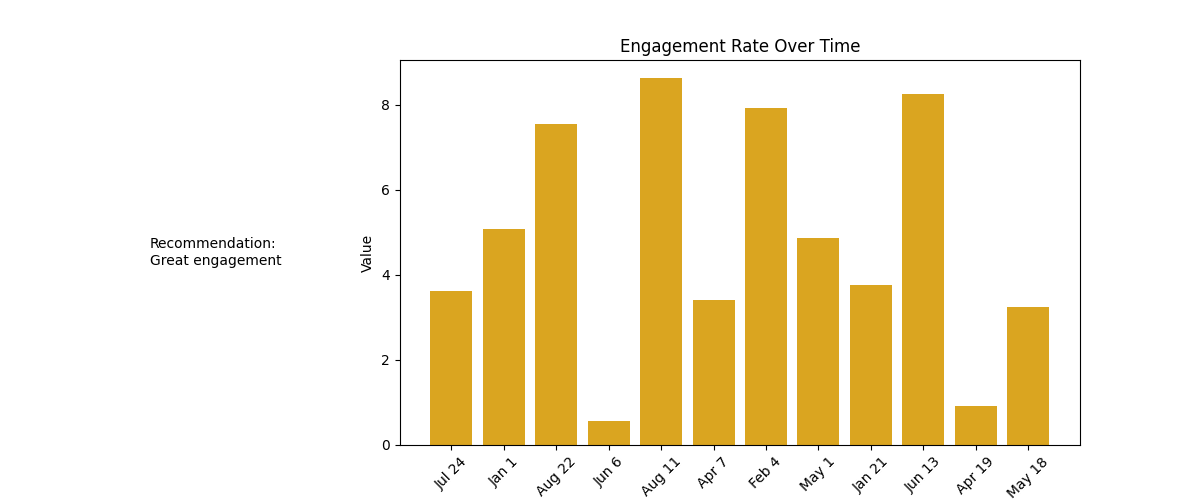 Engagement Rate Over Time
Recommendation:
Great engagement
Value
8
6
4
2
0
Jul 24
Jan 1
Aug 22
Jun 6
Aug 11
Apr 7
Feb 4
May 1
Jan 21
Jun 13
Apr 19
May 18